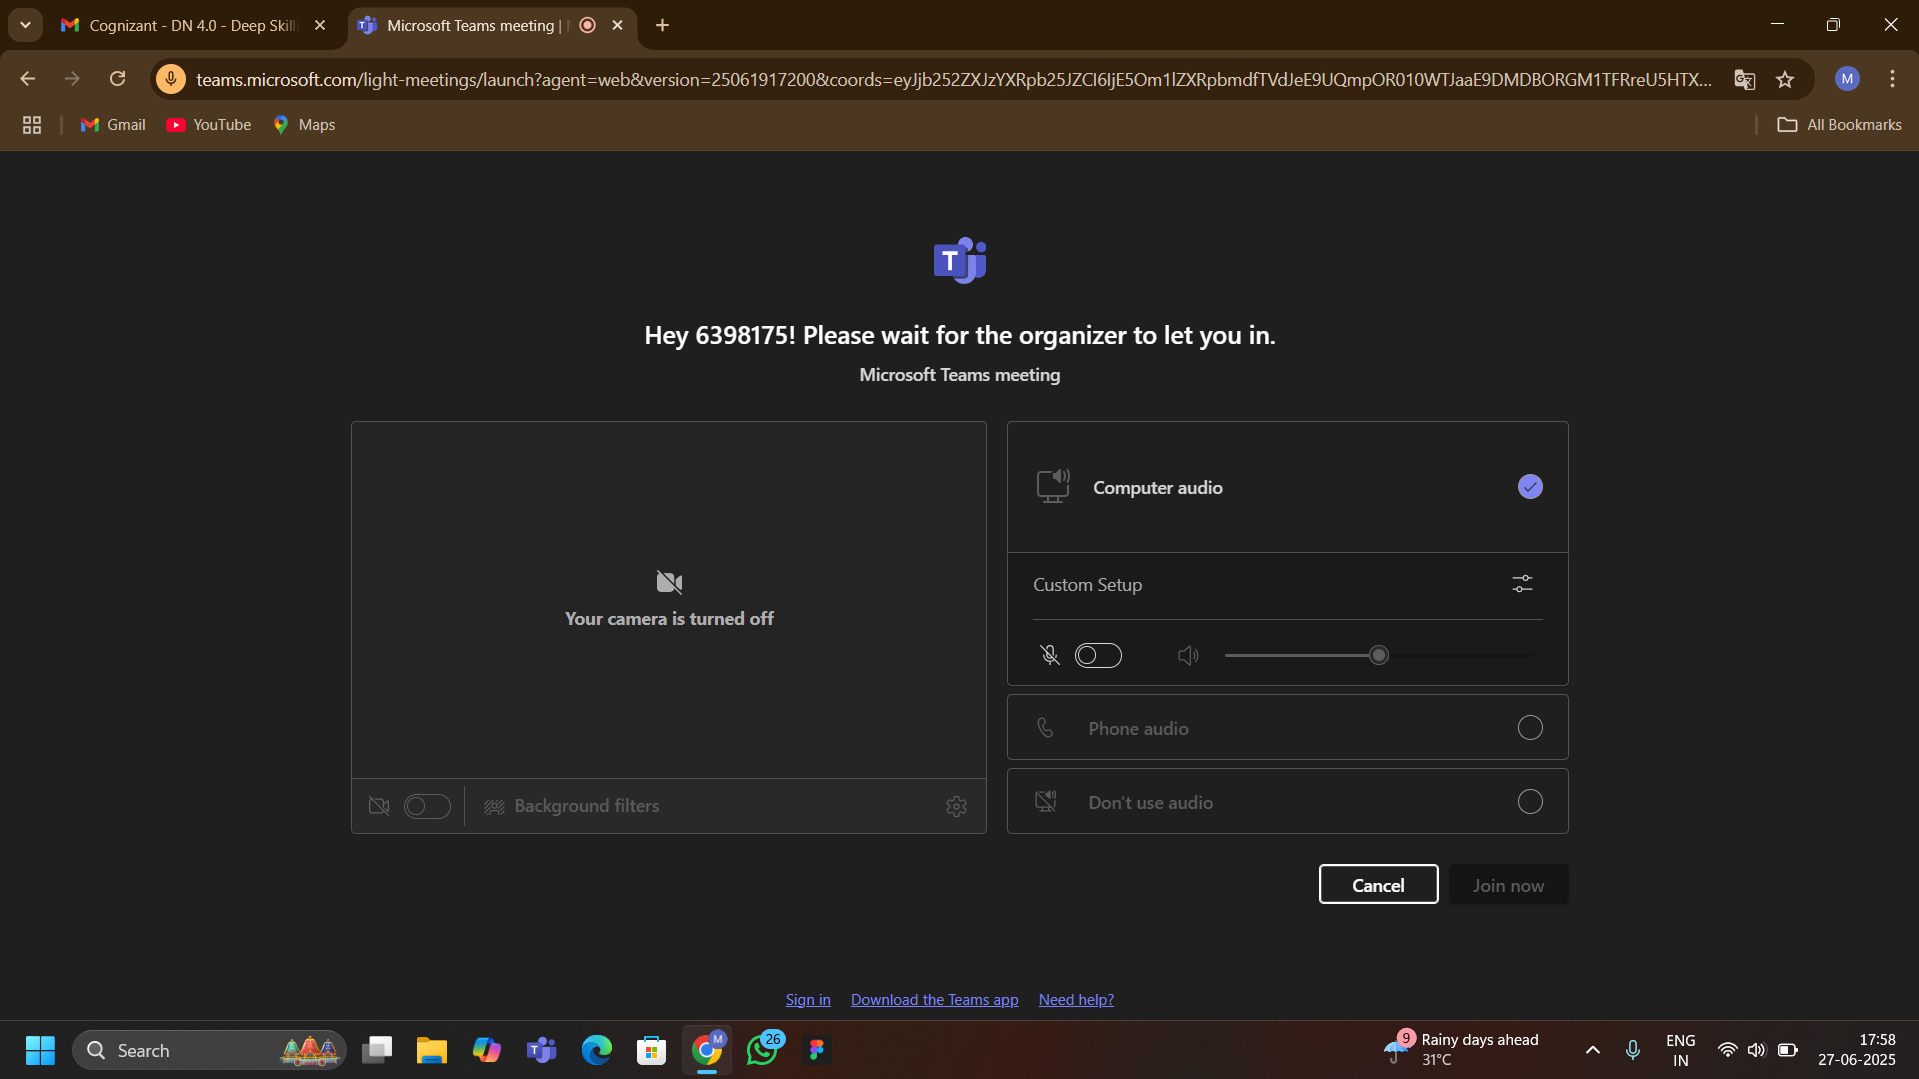 Cognizant - DN 4.0 - Deep Skilli
Microsoft Teams meeting |
teams.microsoft.com/light-meetings/launch?agent=web&version=25061917200&coords=eyJjb252ZXJzYXRpb25JZCI6IjE5Om1lZXRpbmdfTVdJeE9UQmpOR010WTJaaE9DMDBORGM1TFRreU5HTX...
M
Gmail
YouTube
Maps
All Bookmarks
T
Hey 6398175! Please wait for the organizer to let you in.
Microsoft Teams meeting
Computer audio
Custom Setup
Your camera is turned off
Phone audio
Background filters
Don't use audio
Cancel
Join now
Sign in
Download the Teams app
Need help?
Search
M
26
9
Rainy days ahead
31°C
ENG
IN
17:58
27-06-2025